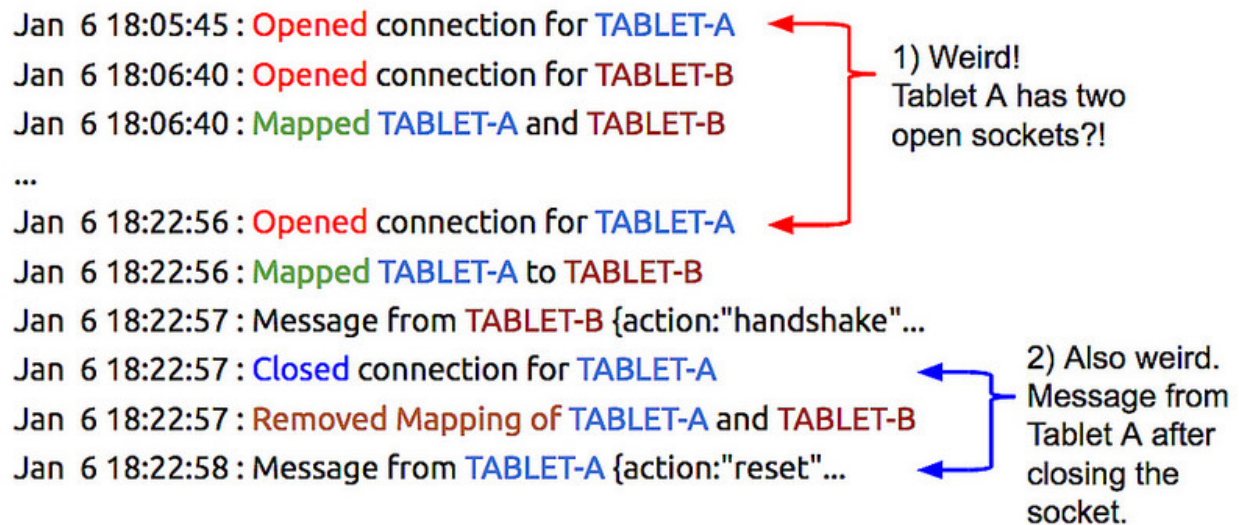 Jan 6 18:05:45 : Opened connection for TABLET-A
Jan 6 18:06:40 : Opened connection for TABLET-B
Jan 6 18:06:40 : Mapped TABLET-A and TABLET-B
...
Jan 6 18:22:56 : Opened connection for TABLET-A
Jan 6 18:22:56 : Mapped TABLET-A to TABLET-B
Jan 6 18:22:57 : Message from TABLET-B {action:"handshake"...
Jan 6 18:22:57 : Closed connection for TABLET-A
Jan 6 18:22:57 : Removed Mapping of TABLET-A and TABLET-B
Jan 6 18:22:58 : Message from TABLET-A {action:"reset"...
1) Weird!
Tablet A has two
open sockets?!
2) Also weird.
Message from
Tablet A after
closing the
socket.